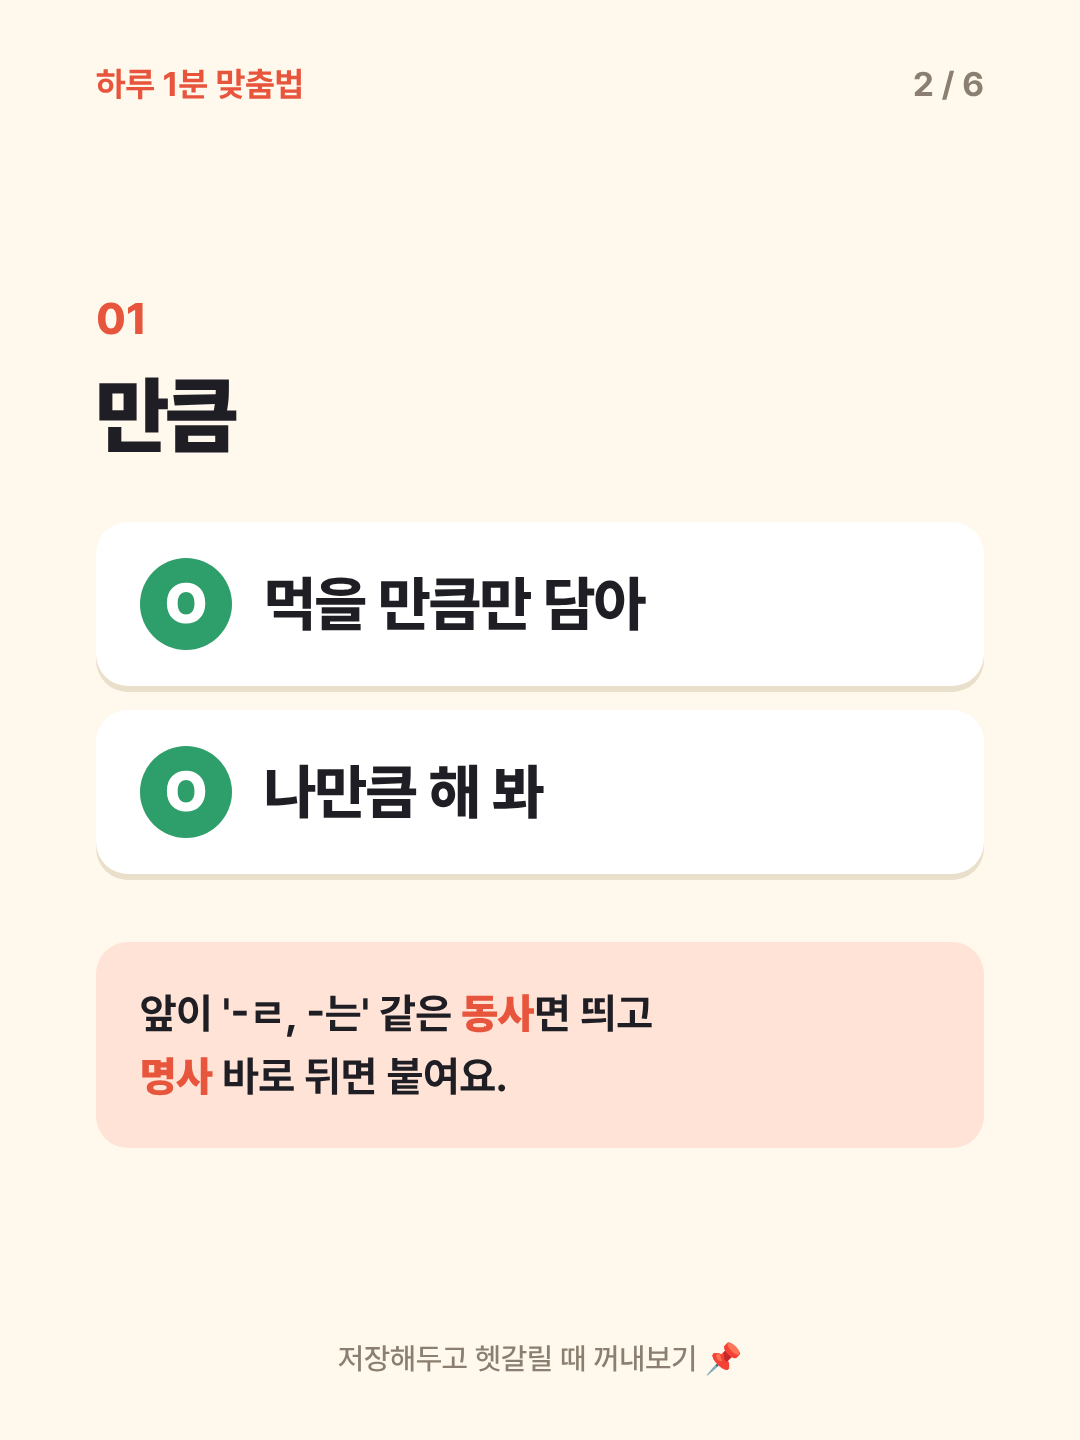 하루 1분 맞춤법
2 / 6
01
만큼
O 먹을 만큼만 담아
O 나만큼 해 봐
앞이 '-ㄹ, -는' 같은 동사면 띄고
명사 바로 뒤면 붙여요.
저장해두고 헷갈릴 때 꺼내보기 📌